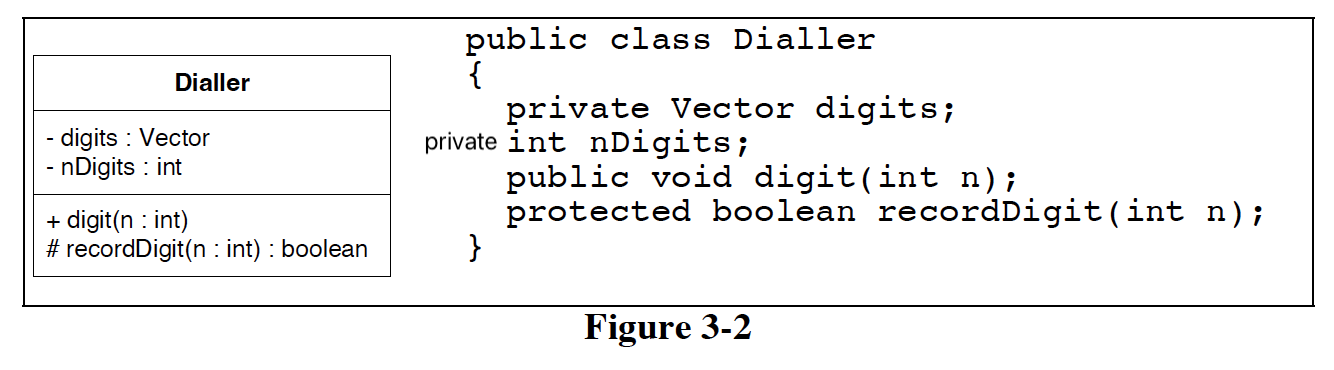 Dialler
- digits : Vector
- nDigits : int
+ digit(n : int)
# recordDigit(n : int) : boolean
public class Dialler
{
private Vector digits;
private int nDigits;
public void digit(int n);
protected boolean recordDigit(int n);
}
Figure 3-2